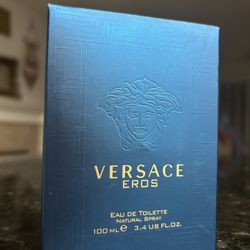 VERSACE
EROS
EAU DE TOILETTE
NATURAL SPRAY
100 ML ℮ 3.4 US FL.OZ.